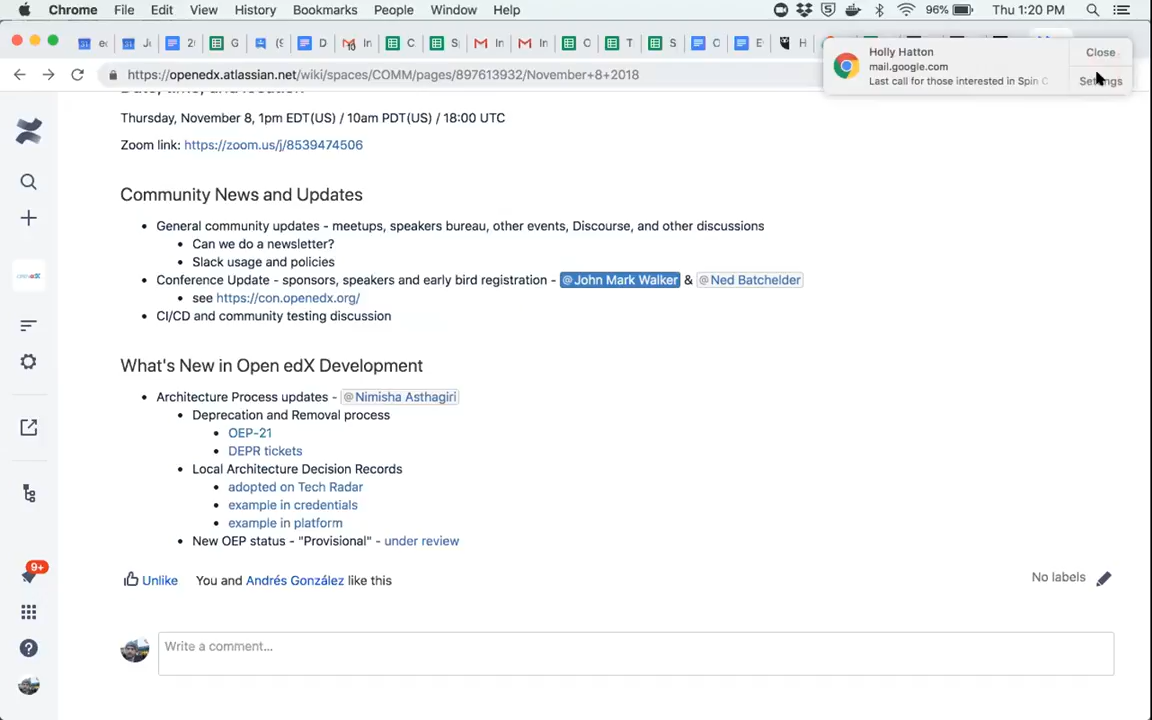 Chrome File Edit View History Bookmarks People Window Help 96% Thu 1:20 PM
https://openedx.atlassian.net/wiki/spaces/COMM/pages/897613932/November+8+2018
Holly Hatton
mail.google.com
Last call for those interested in Spin
Close
Settings
Date, time, and location
Thursday, November 8, 1pm EDT(US) / 10am PDT(US) / 18:00 UTC
Zoom link: https://zoom.us/j/8539474506
Community News and Updates
General community updates - meetups, speakers bureau, other events, Discourse, and other discussions
Can we do a newsletter?
Slack usage and policies
Conference Update - sponsors, speakers and early bird registration - @John Mark Walker & @Ned Batchelder
see https://con.openedx.org/
CI/CD and community testing discussion
What's New in Open edX Development
Architecture Process updates - @Nimisha Asthagiri
Deprecation and Removal process
OEP-21
DEPR tickets
Local Architecture Decision Records
adopted on Tech Radar
example in credentials
example in platform
New OEP status - "Provisional" - under review
9+
Unlike You and Andrés González like this
No labels
Write a comment...